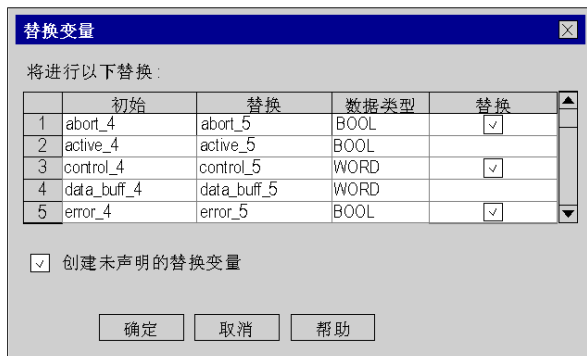 替换变量
将进行以下替换:
初始 替换 数据类型 替换
1 abort_4 abort_5 BOOL
2 active_4 active_5 BOOL
3 control_4 control_5 WORD
4 data_buff_4 data_buff_5 WORD
5 error_4 error_5 BOOL
创建未声明的替换变量
确定 取消 帮助